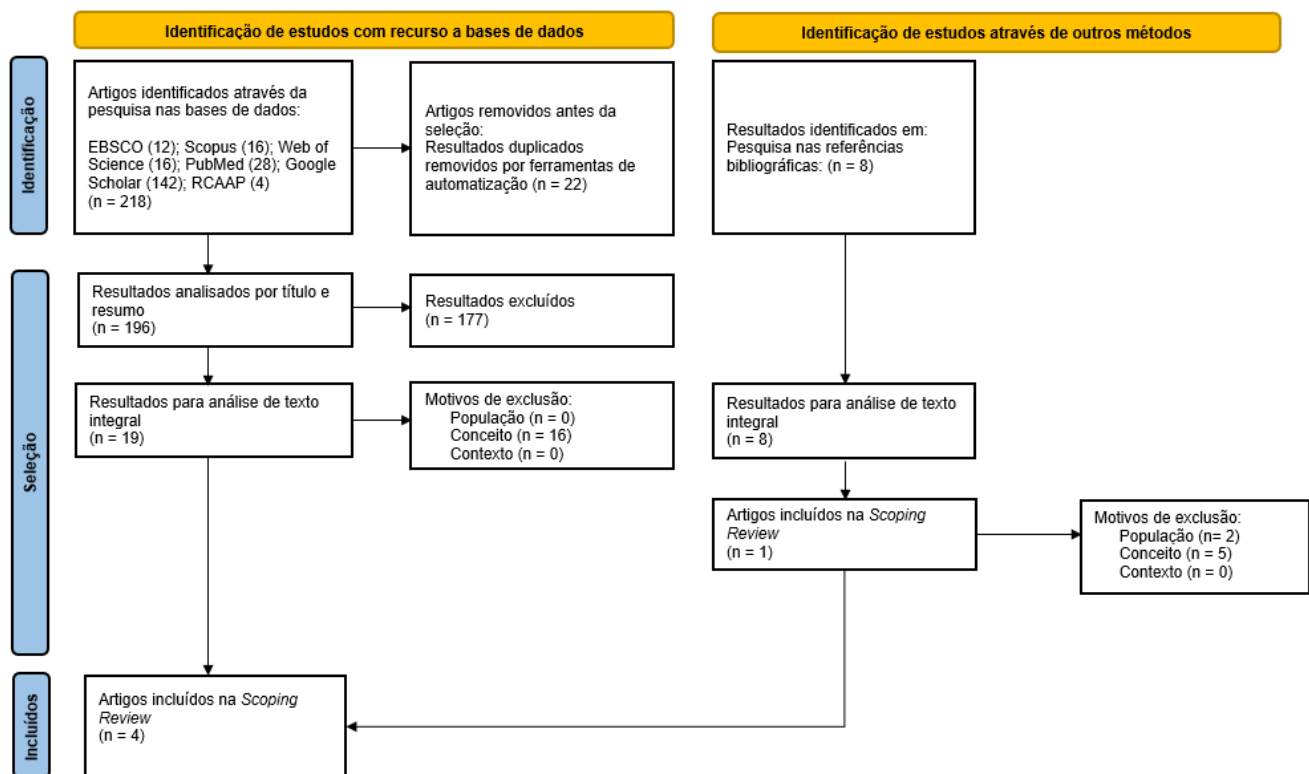 Identificação de estudos com recurso a bases de dados
Identificação de estudos através de outros métodos
Identificação
Artigos identificados através da
pesquisa nas bases de dados:
EBSCO (12); Scopus (16); Web of
Science (16); PubMed (28); Google
Scholar (142); RCAAP (4)
(n = 218)
Artigos removidos antes da
seleção:
Resultados duplicados
removidos por ferramentas de
automatização (n = 22)
Resultados identificados em:
Pesquisa nas referências
bibliográficas: (n = 8)
Seleção
Resultados analisados por título e
resumo
(n = 196)
Resultados excluídos
(n = 177)
Resultados para análise de texto
integral
(n = 19)
Motivos de exclusão:
População (n = 0)
Conceito (n = 16)
Contexto (n = 0)
Resultados para análise de texto
integral
(n = 8)
Artigos incluídos na Scoping
Review
(n = 1)
Motivos de exclusão:
População (n= 2)
Conceito (n = 5)
Contexto (n = 0)
Incluídos
Artigos incluídos na Scoping
Review
(n = 4)